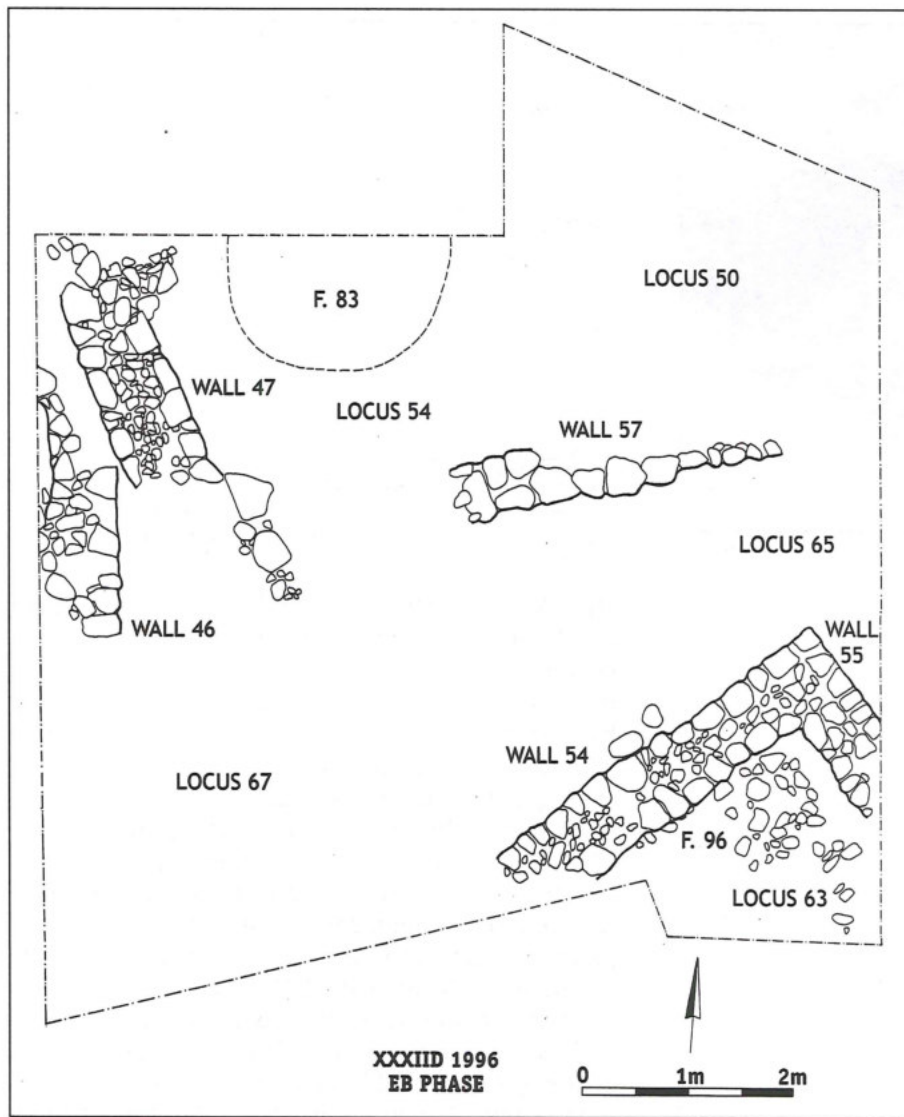 LOCUS 50
F. 83
WALL 47
LOCUS 54
WALL 57
LOCUS 65
WALL 46
WALL
55
WALL 54
LOCUS 67
F. 96
LOCUS 63
XXXIID 1996
EB PHASE
0 1m 2m